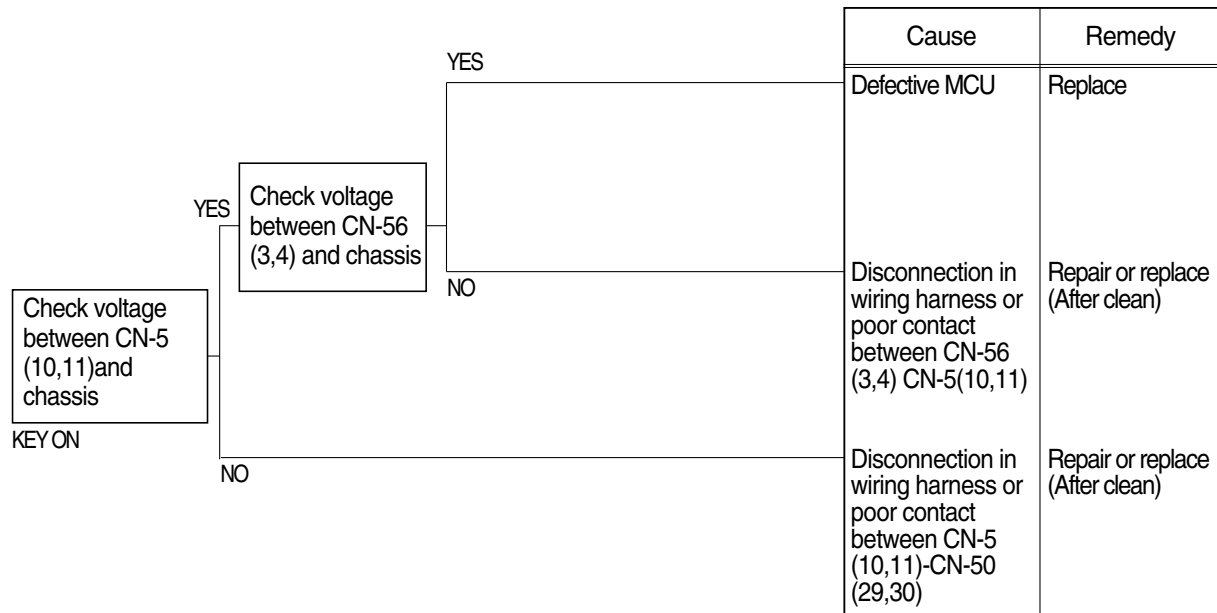 Cause
Remedy
YES
Defective MCU
Replace
YES
Check voltage
between CN-56
(3,4) and chassis
NO
Disconnection in
wiring harness or
poor contact
between CN-56
(3,4) CN-5(10,11)
Repair or replace
(After clean)
Check voltage
between CN-5
(10,11)and
chassis
KEY ON
NO
Disconnection in
wiring harness or
poor contact
between CN-5
(10,11)-CN-50
(29,30)
Repair or replace
(After clean)